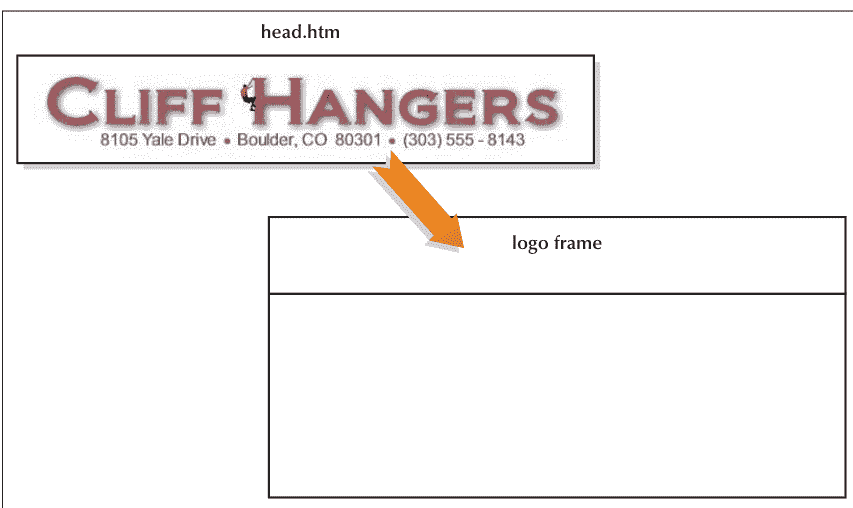 head.htm
CLIFF HANGERS
8105 Yale Drive • Boulder, CO 80301 • (303) 555 - 8143
logo frame